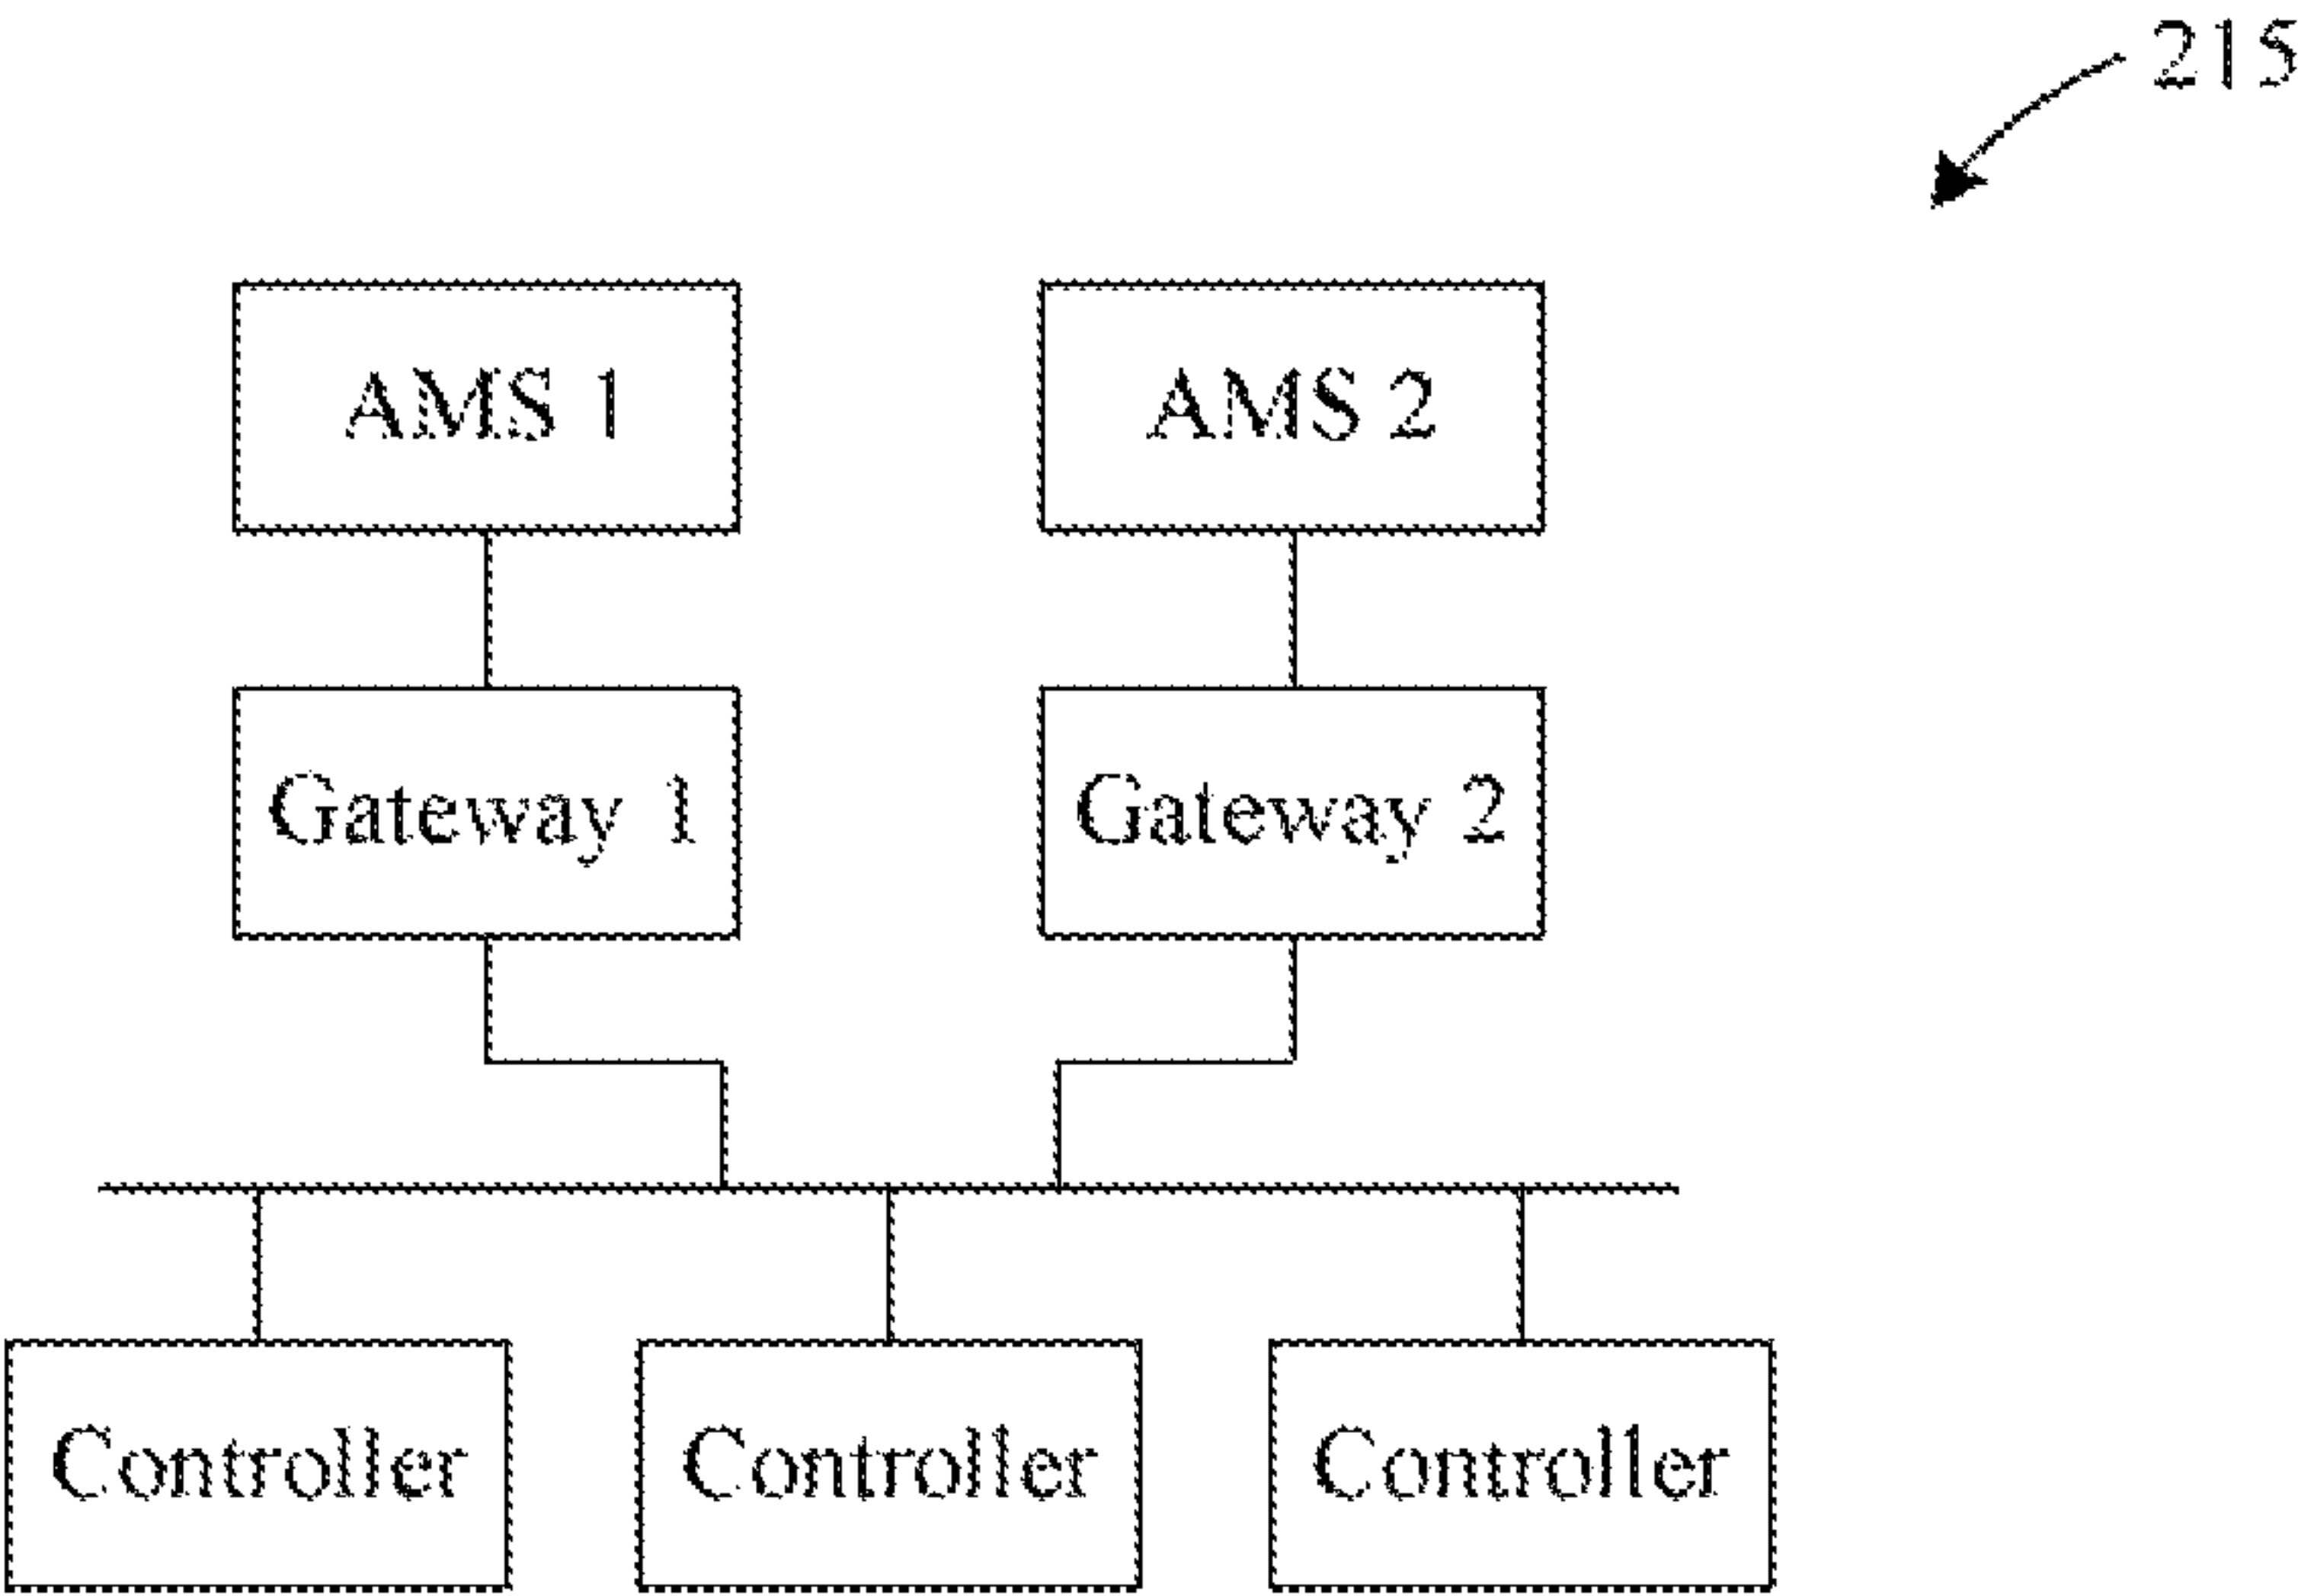 215
AMS 1
AMS 2
Gateway 1
Gateway 2
Controller
Controller
Controller